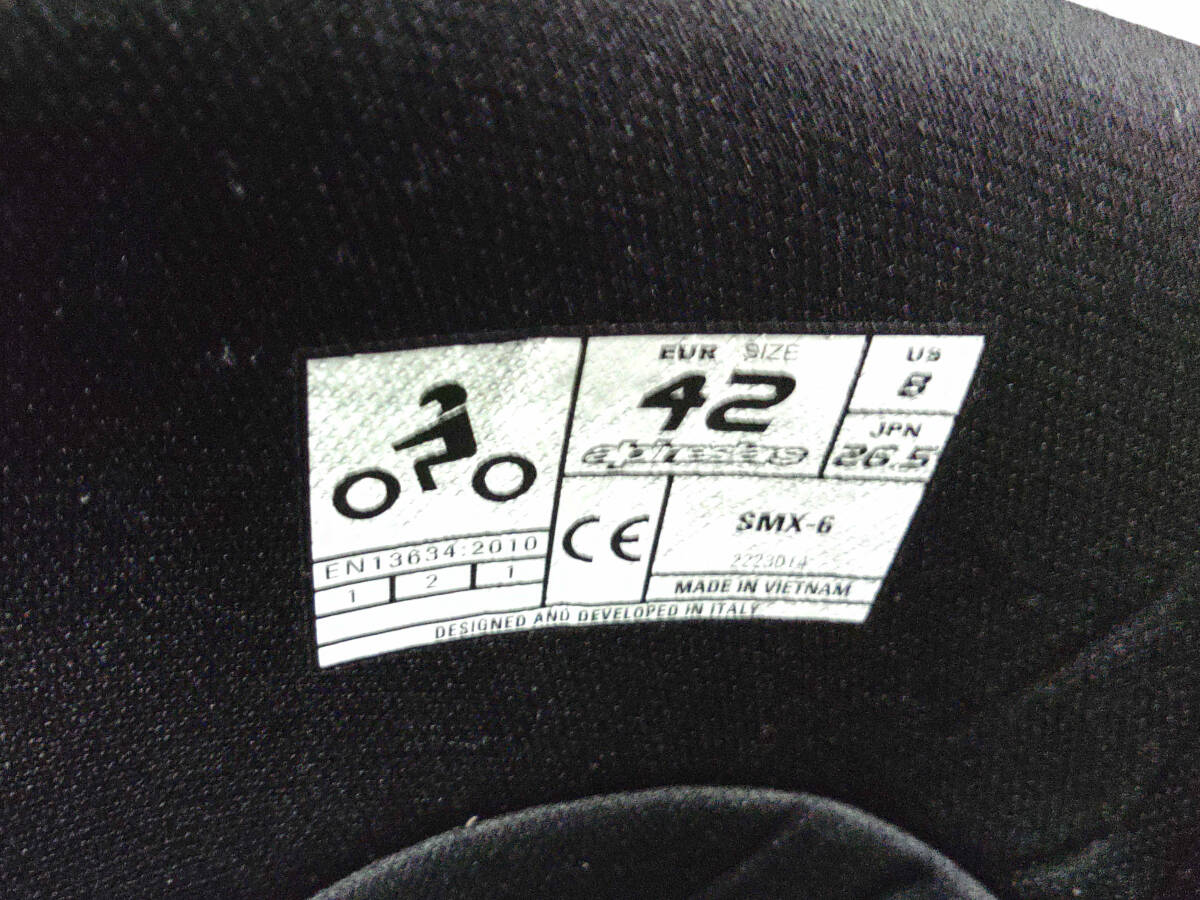 EUR SIZE
42
alpinestars
US
8
JPN
26.5
EN13634:2010
1 2 1
CE
SMX-6
2223014
MADE IN VIETNAM
DESIGNED AND DEVELOPED IN ITALY